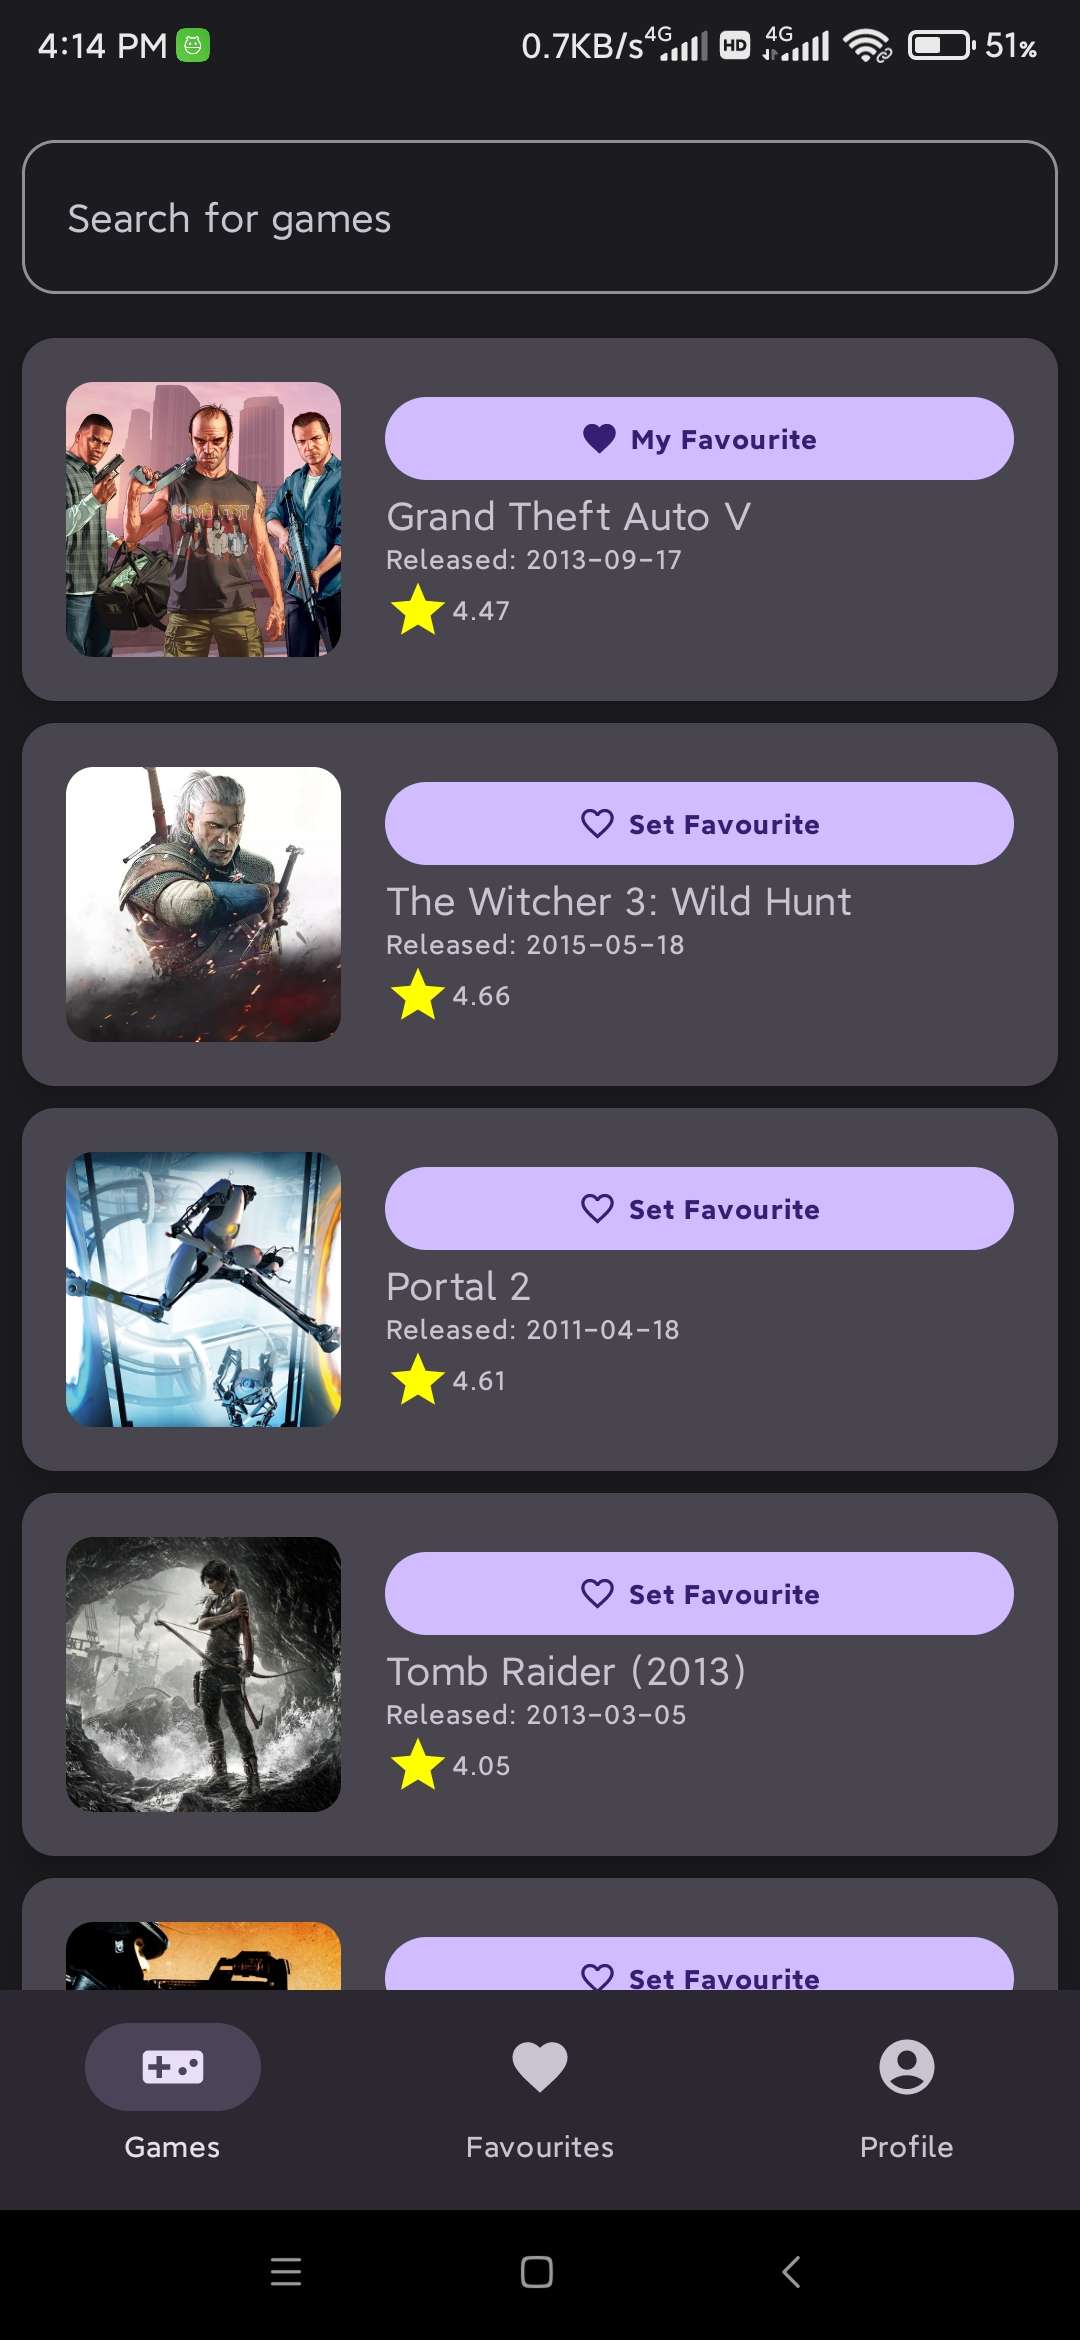 4:14 PM
0.7KB/s 4G HD 4G 51%
Search for games
My Favourite
Grand Theft Auto V
Released: 2013-09-17
4.47
Set Favourite
The Witcher 3: Wild Hunt
Released: 2015-05-18
4.66
Set Favourite
Portal 2
Released: 2011-04-18
4.61
Set Favourite
Tomb Raider (2013)
Released: 2013-03-05
4.05
Set Favourite
Games
Favourites
Profile